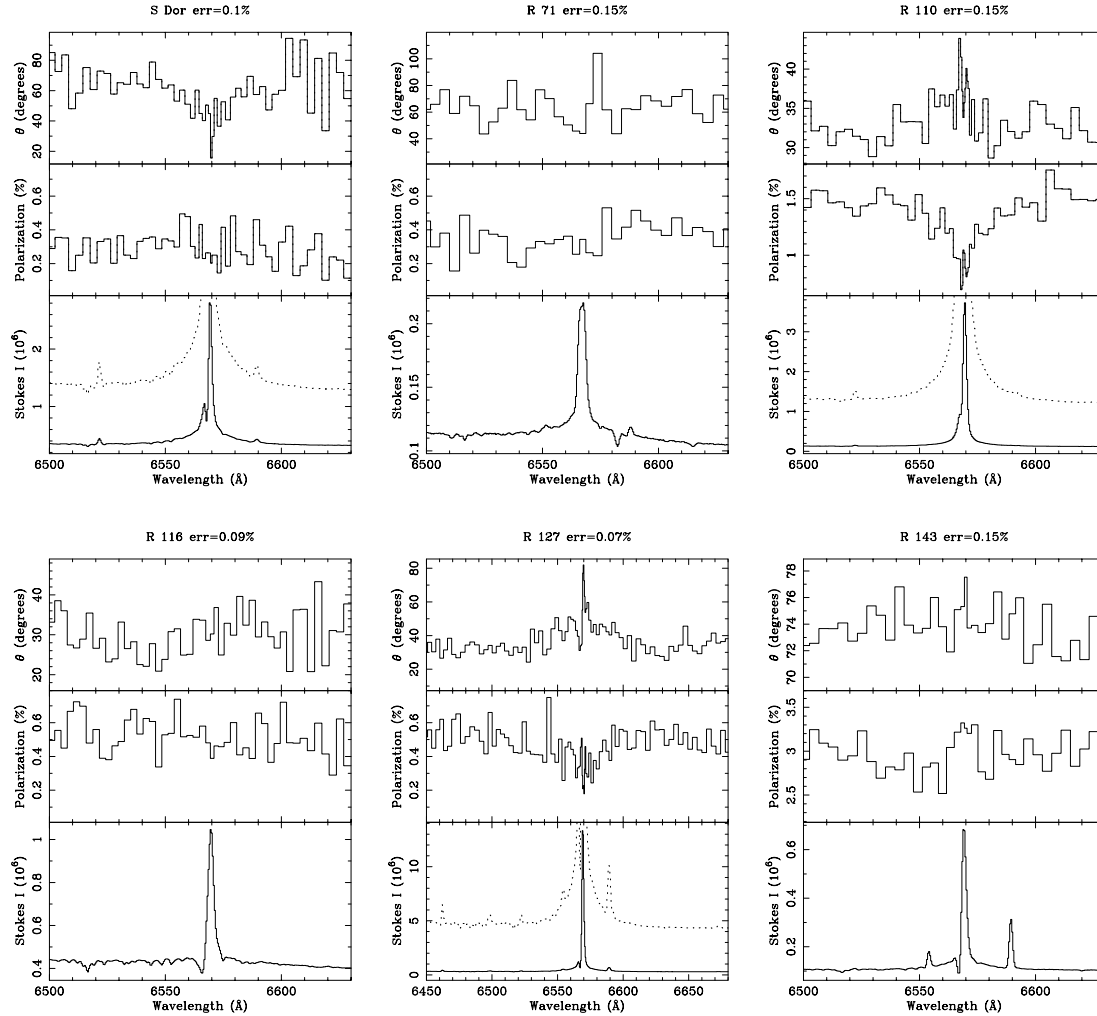 S Dor err=0.1%
R 71 err=0.15%
R 110 err=0.15%
θ (degrees)
20 40 60 80
θ (degrees)
40 60 80 100
θ (degrees)
30 35 40
Polarization (%)
0.2 0.4 0.6
Polarization (%)
0.2 0.4 0.6
Polarization (%)
1 1.5
Stokes I (10⁶)
1 2
Stokes I (10⁶)
0.1 0.15 0.2
Stokes I (10⁶)
0 1 2 3
6500 6550 6600
6500 6550 6600
6500 6550 6600
Wavelength (Å)
Wavelength (Å)
Wavelength (Å)
R 116 err=0.09%
R 127 err=0.07%
R 143 err=0.15%
θ (degrees)
20 30 40
θ (degrees)
20 40 60 80
θ (degrees)
70 72 74 76 78
Polarization (%)
0.2 0.4 0.6
Polarization (%)
0.2 0.4 0.6
Polarization (%)
2.5 3 3.5
Stokes I (10⁶)
0.4 0.6 0.8 1
Stokes I (10⁶)
0 5 10
Stokes I (10⁶)
0.2 0.4 0.6
6500 6550 6600
6450 6500 6550 6600 6650
6500 6550 6600
Wavelength (Å)
Wavelength (Å)
Wavelength (Å)